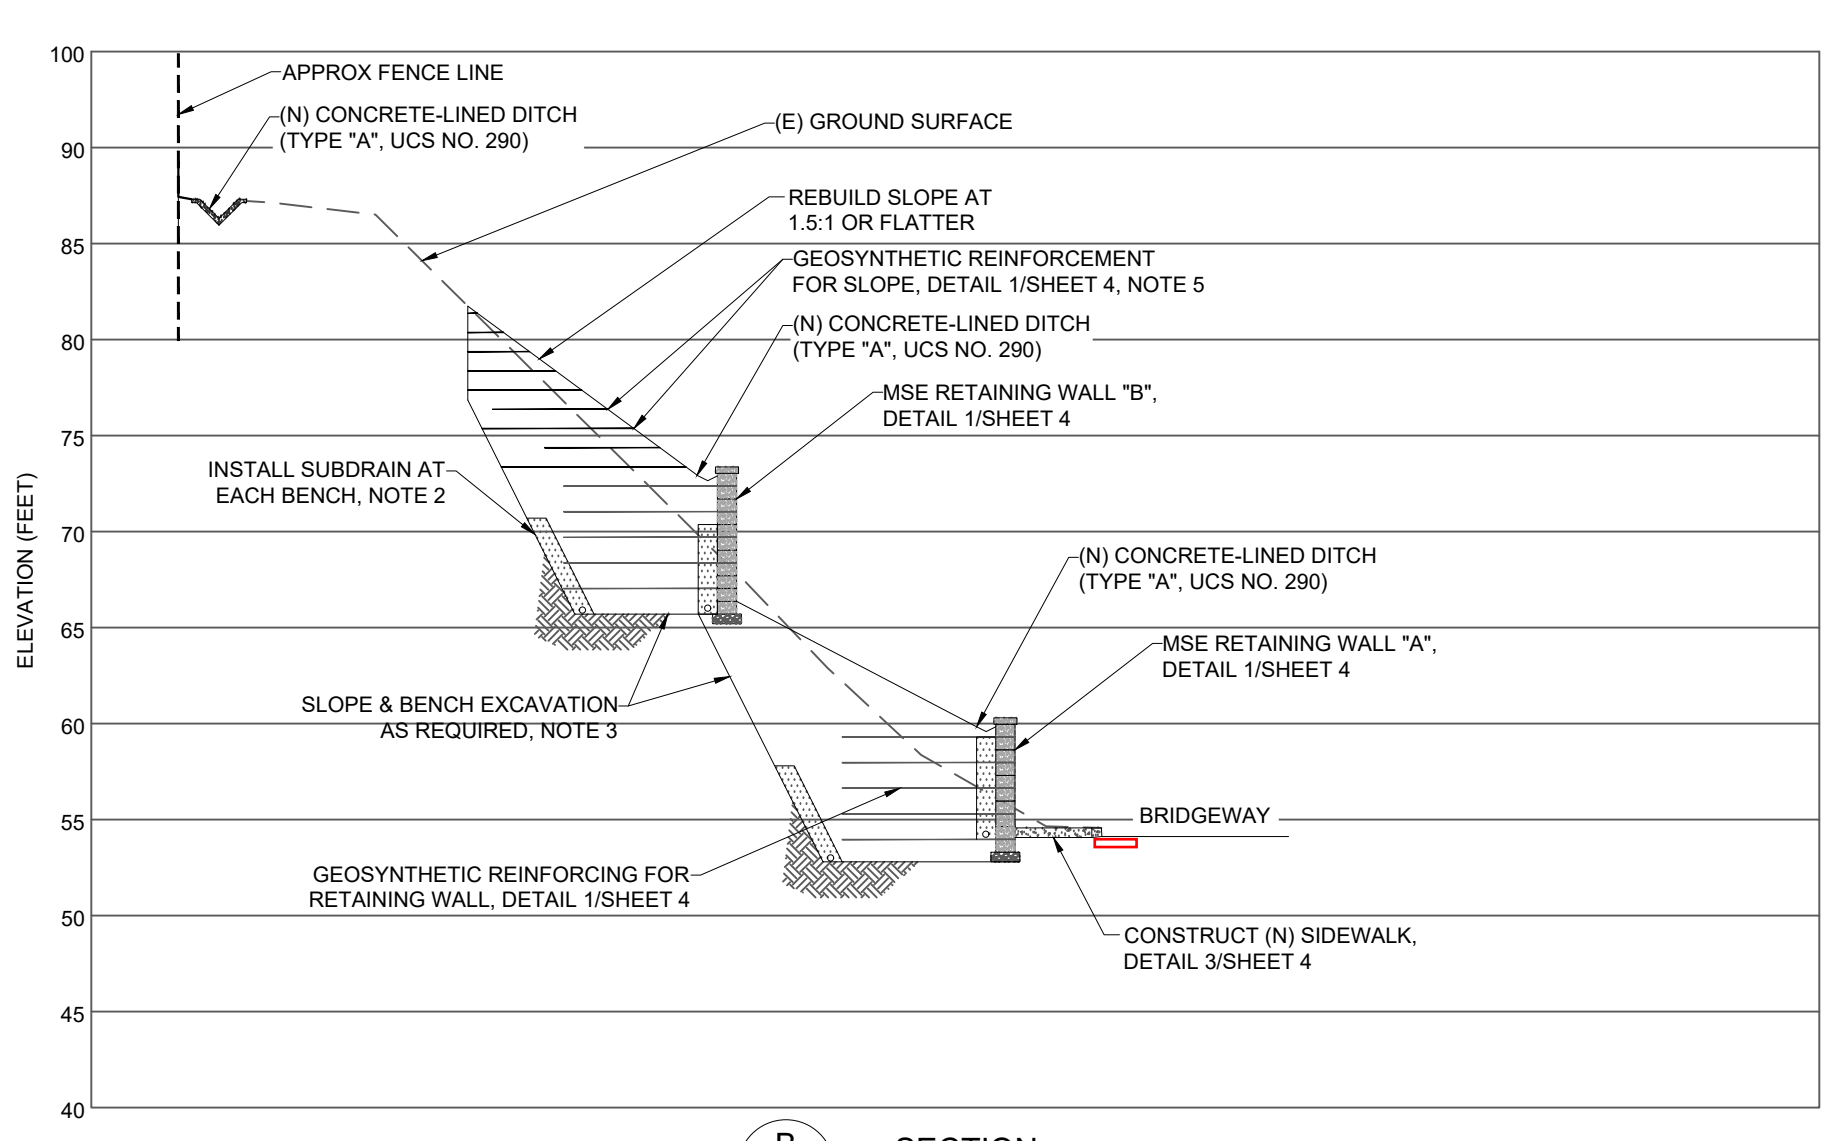 100
APPROX FENCE LINE
(N) CONCRETE-LINED DITCH
(TYPE "A", UCS NO. 290)
(E) GROUND SURFACE
90
REBUILD SLOPE AT
1.5:1 OR FLATTER
85
GEOSYNTHETIC REINFORCEMENT
FOR SLOPE, DETAIL 1/SHEET 4, NOTE 5
(N) CONCRETE-LINED DITCH
(TYPE "A", UCS NO. 290)
80
MSE RETAINING WALL "B",
DETAIL 1/SHEET 4
75
INSTALL SUBDRAIN AT
EACH BENCH, NOTE 2
ELEVATION (FEET)
70
(N) CONCRETE-LINED DITCH
(TYPE "A", UCS NO. 290)
65
MSE RETAINING WALL "A",
DETAIL 1/SHEET 4
SLOPE & BENCH EXCAVATION
AS REQUIRED, NOTE 3
60
55
BRIDGEWAY
GEOSYNTHETIC REINFORCING FOR
RETAINING WALL, DETAIL 1/SHEET 4
50
CONSTRUCT (N) SIDEWALK,
DETAIL 3/SHEET 4
45
40
SECTION